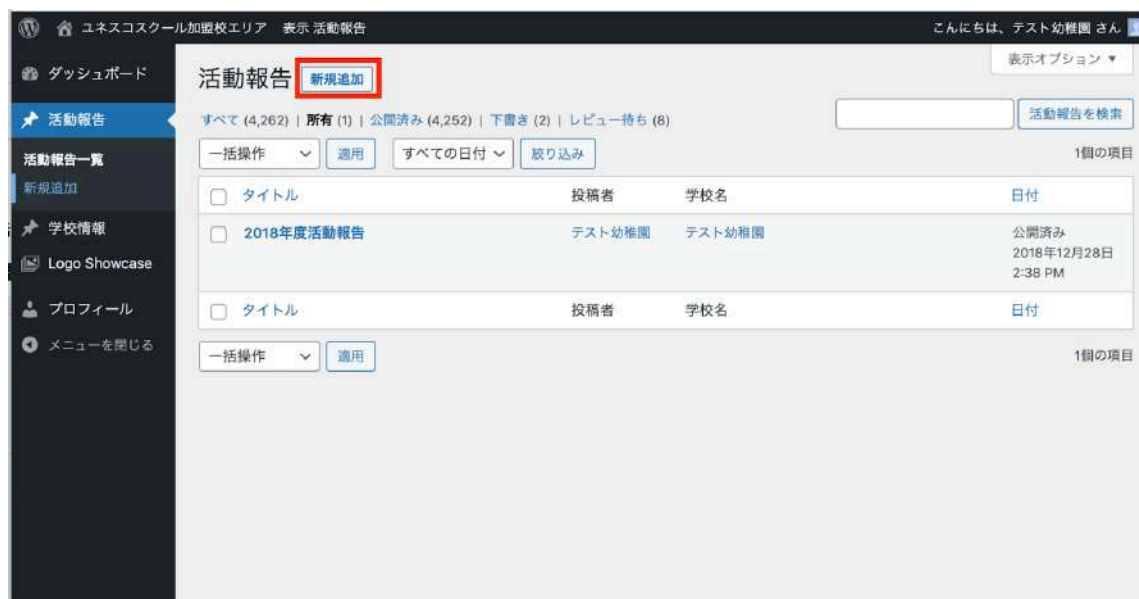 ユネスコスクール加盟校エリア 表示 活動報告 こんにちは、テスト幼稚園 さん
ダッシュボード
活動報告
活動報告一覧
新規追加
学校情報
Logo Showcase
プロフィール
メニューを閉じる
表示オプション ▼
活動報告 新規追加
すべて (4,262) | 所有 (1) | 公開済み (4,252) | 下書き (2) | レビュー待ち (8)
活動報告を検索
一括操作 適用 すべての日付 絞り込み 1個の項目
タイトル 投稿者 学校名 日付
2018年度活動報告 テスト幼稚園 テスト幼稚園 公開済み
2018年12月28日
2:38 PM
タイトル 投稿者 学校名 日付
一括操作 適用 1個の項目